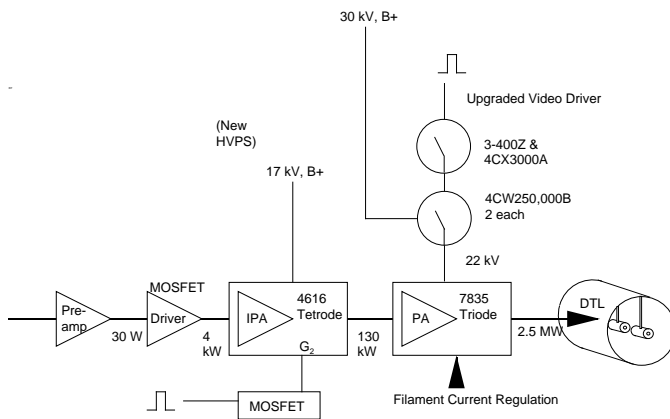 30 kV, B+
Upgraded Video Driver
(New
HVPS)
3-400Z &
4CX3000A
17 kV, B+
4CW250,000B
2 each
22 kV
MOSFET
4616
Tetrode
7835
Triode
DTL
Pre-
amp
Driver
IPA
PA
30 W
4
kW
G2
130
kW
2.5 MW
MOSFET
Filament Current Regulation